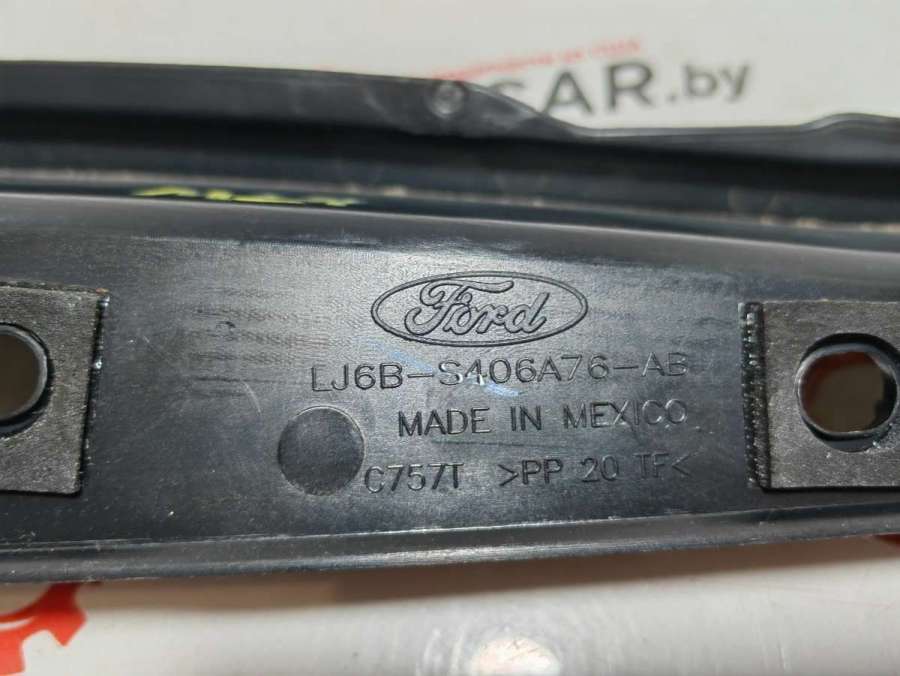 CAR.by
Ford
LJ6B-S406A76-AB
MADE IN MEXICO
C757T >PP 20 TF<